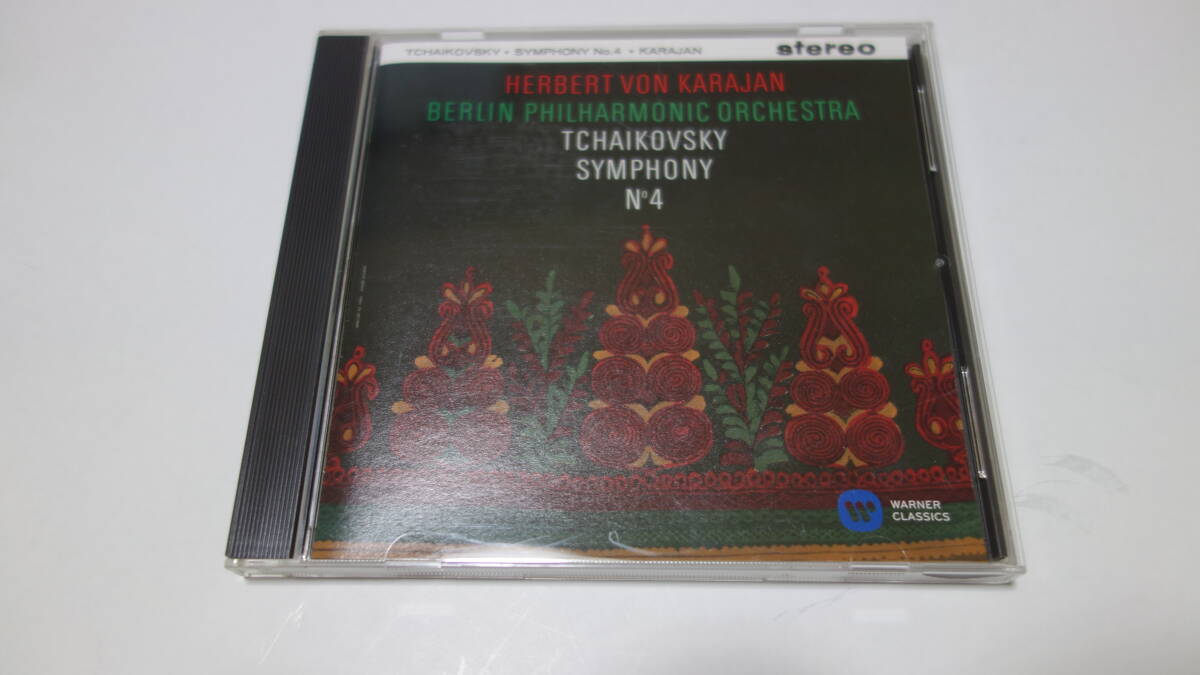 TCHAIKOVSKY • SYMPHONY No.4 • KARAJAN
stereo
HERBERT VON KARAJAN
BERLIN PHILHARMONIC ORCHESTRA
TCHAIKOVSKY
SYMPHONY
Nº4
WARNER
CLASSICS